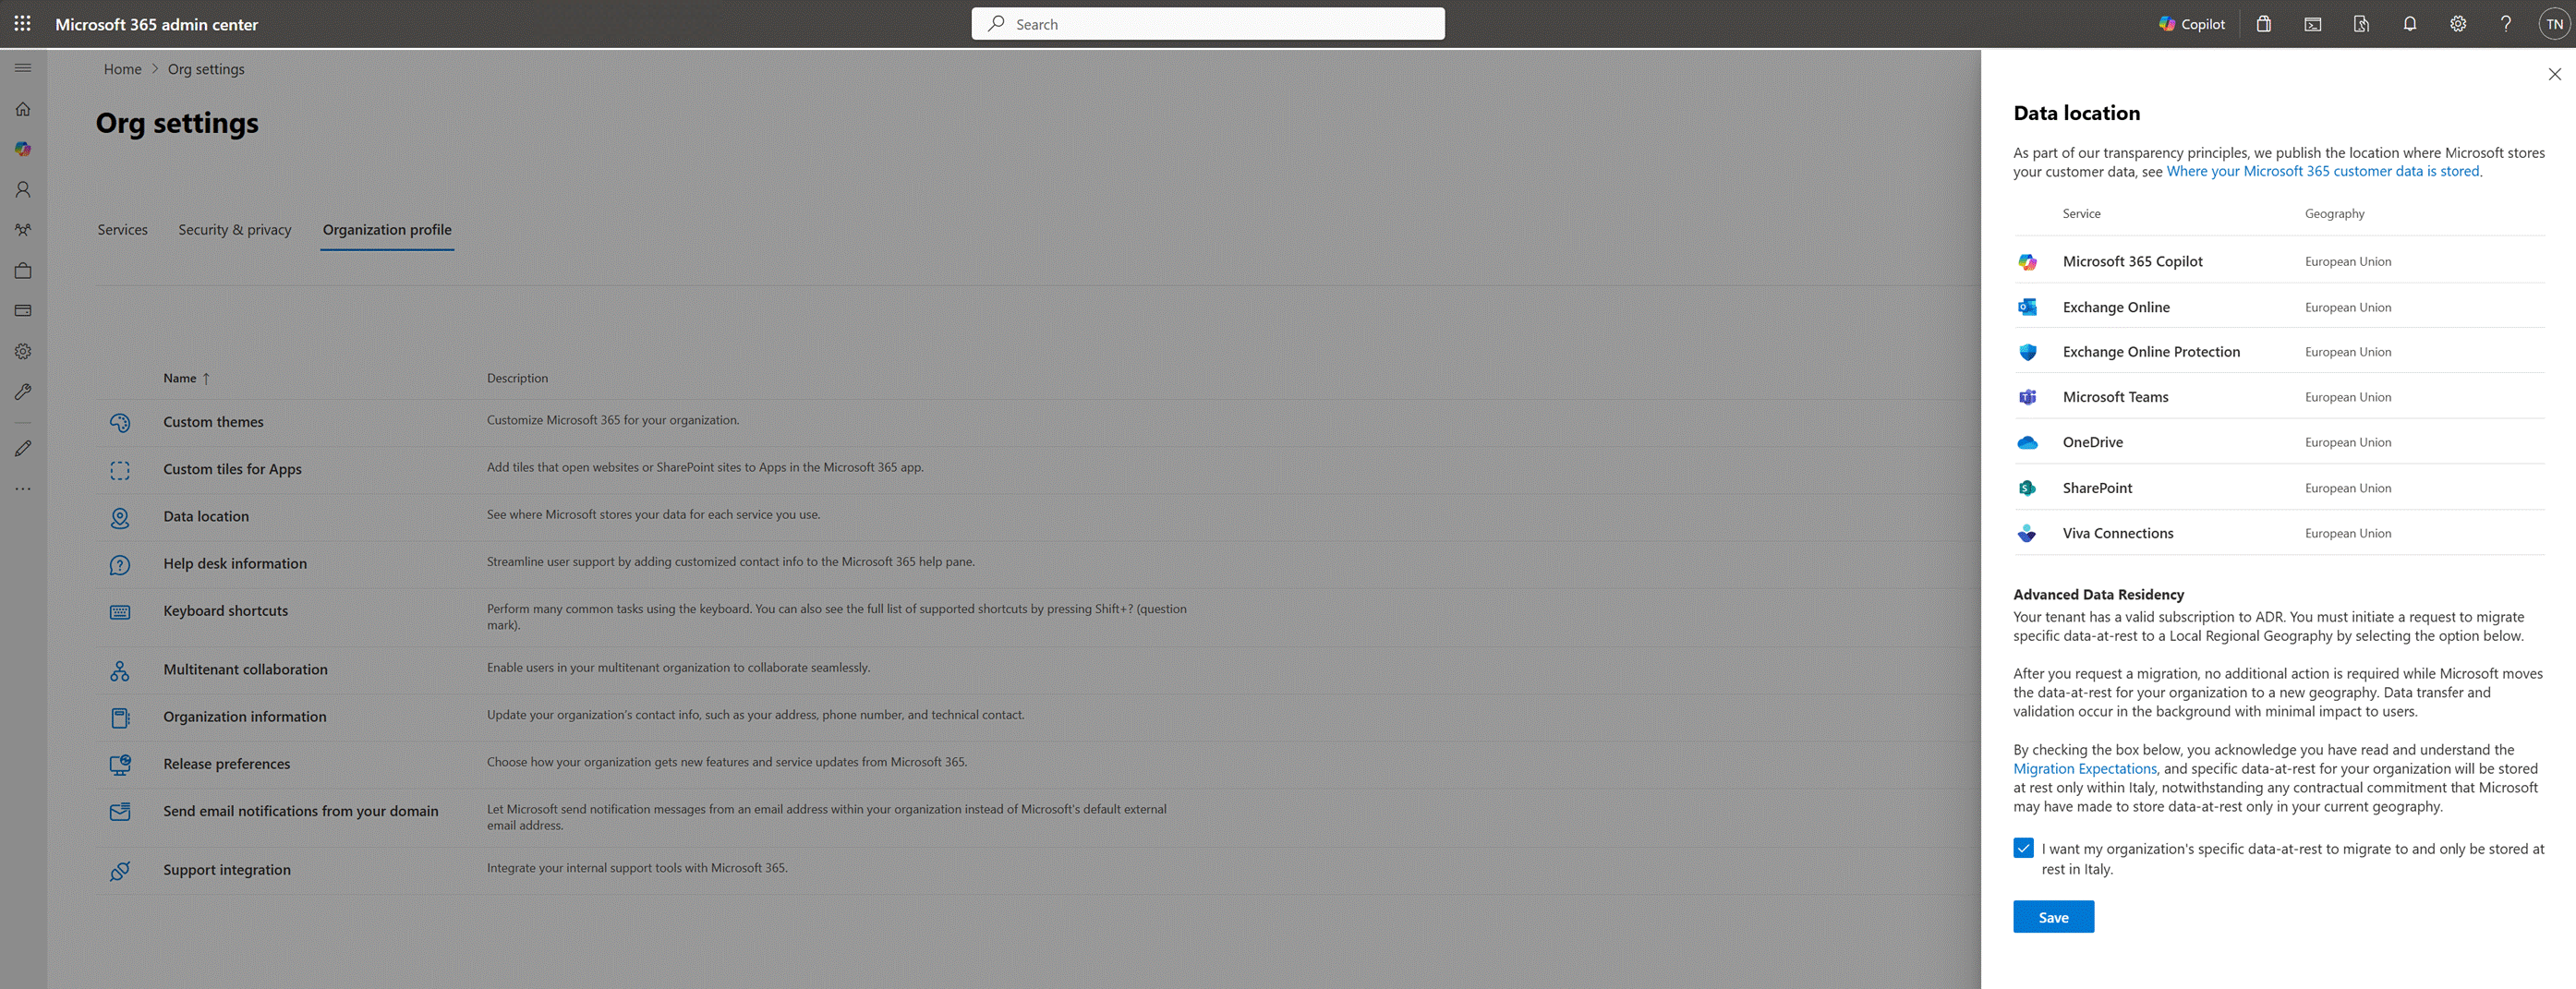 Microsoft 365 admin center
Search
Copilot
TN
Home > Org settings
Org settings
Services
Security & privacy
Organization profile
Name ↑
Description
Custom themes
Customize Microsoft 365 for your organization.
Custom tiles for Apps
Add tiles that open websites or SharePoint sites to Apps in the Microsoft 365 app.
Data location
See where Microsoft stores your data for each service you use.
Help desk information
Streamline user support by adding customized contact info to the Microsoft 365 help pane.
Keyboard shortcuts
Perform many common tasks using the keyboard. You can also see the full list of supported shortcuts by pressing Shift+? (question
mark).
Multitenant collaboration
Enable users in your multitenant organization to collaborate seamlessly.
Organization information
Update your organization's contact info, such as your address, phone number, and technical contact.
Release preferences
Choose how your organization gets new features and service updates from Microsoft 365.
Send email notifications from your domain
Let Microsoft send notification messages from an email address within your organization instead of Microsoft's default external
email address.
Support integration
Integrate your internal support tools with Microsoft 365.
Data location
As part of our transparency principles, we publish the location where Microsoft stores
your customer data, see Where your Microsoft 365 customer data is stored.
Service
Geography
Microsoft 365 Copilot
European Union
Exchange Online
European Union
Exchange Online Protection
European Union
Microsoft Teams
European Union
OneDrive
European Union
SharePoint
European Union
Viva Connections
European Union
Advanced Data Residency
Your tenant has a valid subscription to ADR. You must initiate a request to migrate
specific data-at-rest to a Local Regional Geography by selecting the option below.
After you request a migration, no additional action is required while Microsoft moves
the data-at-rest for your organization to a new geography. Data transfer and
validation occur in the background with minimal impact to users.
By checking the box below, you acknowledge you have read and understand the
Migration Expectations, and specific data-at-rest for your organization will be stored
at rest only within Italy, notwithstanding any contractual commitment that Microsoft
may have made to store data-at-rest only in your current geography.
I want my organization's specific data-at-rest to migrate to and only be stored at
rest in Italy.
Save